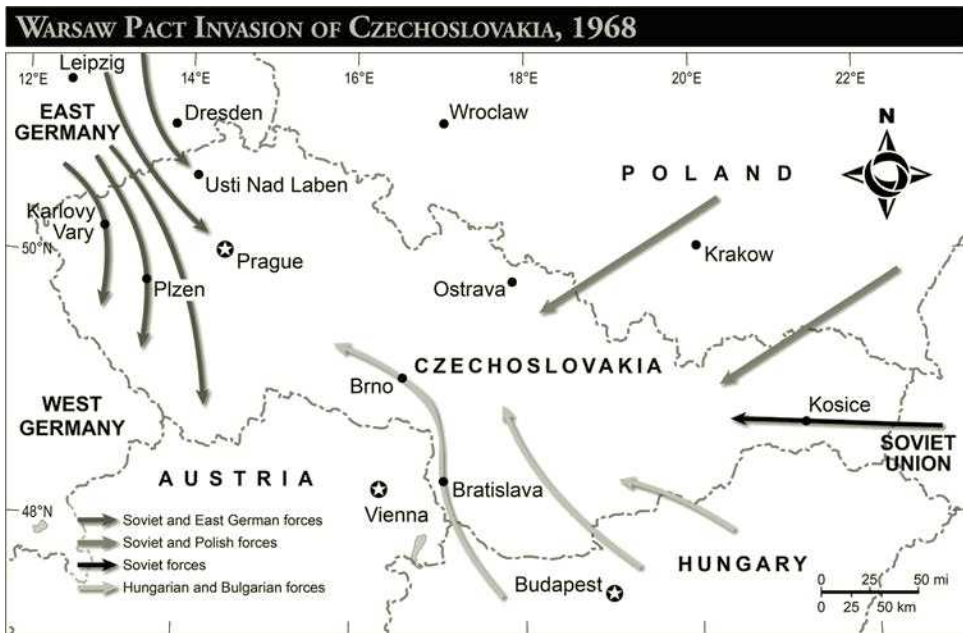 WARSAW PACT INVASION OF CZECHOSLOVAKIA, 1968
12°E
14°E
16°E
18°E
20°E
22°E
Leipzig
EAST
GERMANY
Dresden
Wroclaw
N
Usti Nad Laben
POLAND
Karlovy
Vary
50°N
Prague
Krakow
Plzen
Ostrava
CZECHOSLOVAKIA
Brno
WEST
GERMANY
Kosice
SOVIET
UNION
AUSTRIA
Bratislava
48°N
Vienna
Soviet and East German forces
Soviet and Polish forces
Soviet forces
Hungarian and Bulgarian forces
HUNGARY
Budapest
0 25 50 mi
0 25 50 km